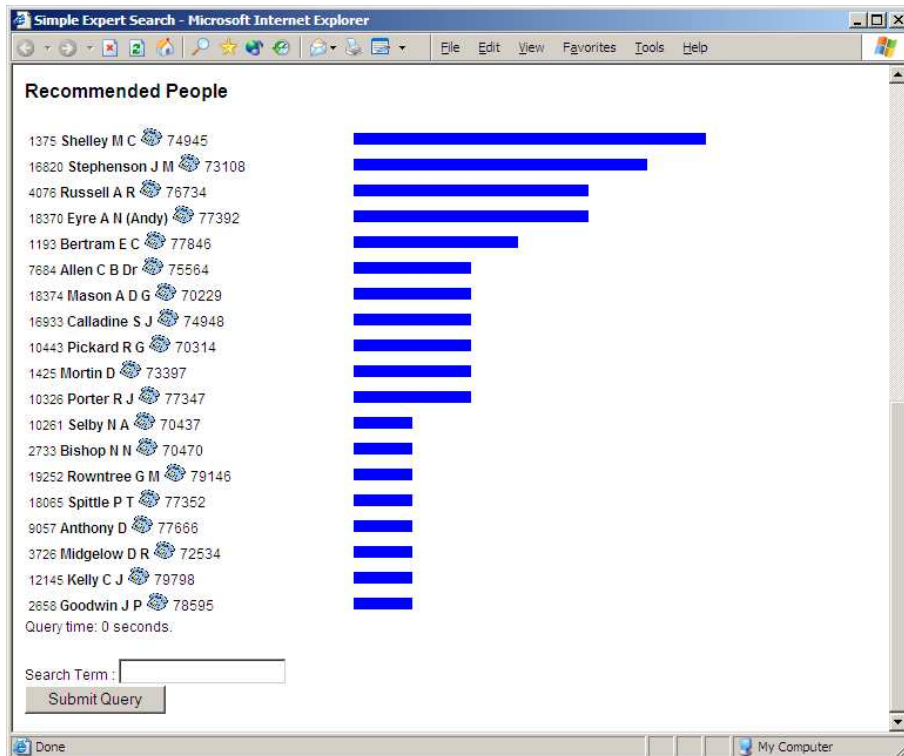 Simple Expert Search - Microsoft Internet Explorer
File Edit View Favorites Tools Help
Recommended People
1375 Shelley M C 74945
16820 Stephenson J M 73108
4076 Russell A R 76734
18370 Eyre A N (Andy) 77392
1193 Bertram E C 77846
7684 Allen C B Dr 75564
18374 Mason A D G 70229
16933 Calladine S J 74948
10443 Pickard R G 70314
1425 Mortin D 73397
10326 Porter R J 77347
10261 Selby N A 70437
2733 Bishop N N 70470
19252 Rowntree G M 79146
18065 Spittle P T 77352
9057 Anthony D 77666
3726 Midgelow D R 72534
12145 Kelly C J 79798
2658 Goodwin J P 78595
Query time: 0 seconds.
Search Term :
Submit Query
Done My Computer